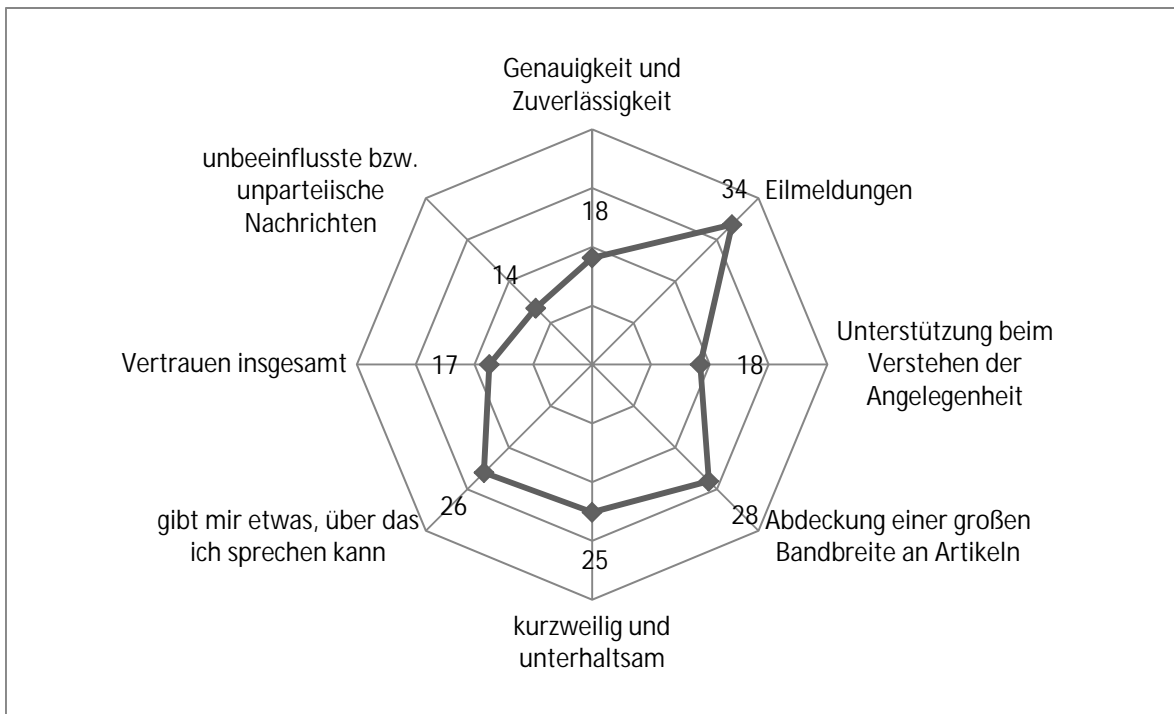 Genauigkeit und
Zuverlässigkeit
34
Eilmeldungen
unbeeinflusste bzw.
unparteiische
Nachrichten
18
14
Unterstützung beim
Verstehen der
Angelegenheit
18
Vertrauen insgesamt
17
gibt mir etwas, über das
ich sprechen kann
26
28
Abdeckung einer großen
Bandbreite an Artikeln
25
kurzweilig und
unterhaltsam